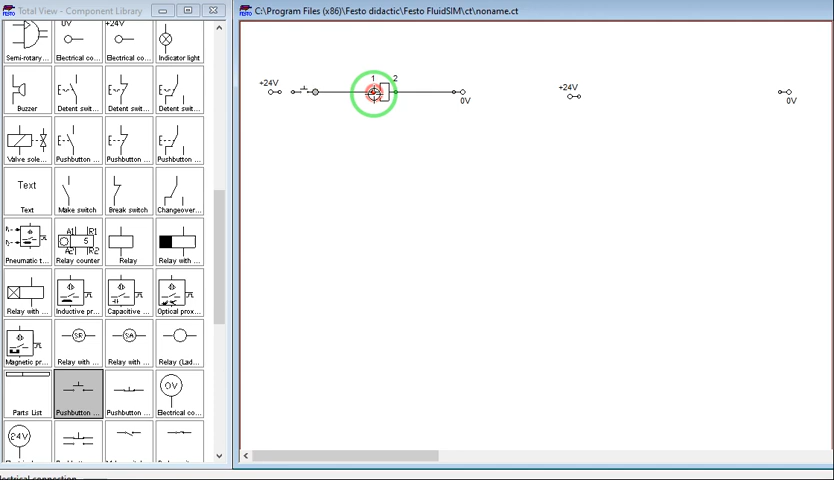 Total View - Component Library
C:\Program Files (x86)\Festo didactic\Festo FluidSIM\ct\noname.ct
FESTO
FESTO
0V
+24V
Semi-rotary...
Electrical co...
Electrical co...
Indicator light
Buzzer
Detent swit...
Detent swit...
Detent swit...
Valve sole...
Pushbutton ...
Pushbutton ...
Pushbutton ...
Text
Text
Make switch
Break switch
Changeover...
A1 R1
5
A2 R2
Pneumatic t...
Relay counter
Relay
Relay with ...
Relay with ...
Inductive pr...
Capacitive ...
Optical prox...
SR
SA
Magnetic pr...
Relay with ...
Relay with ...
Relay (Lad...
0V
Parts List
Pushbutton ...
Pushbutton ...
Electrical co...
24V
+24V
1
2
0V
+24V
0V